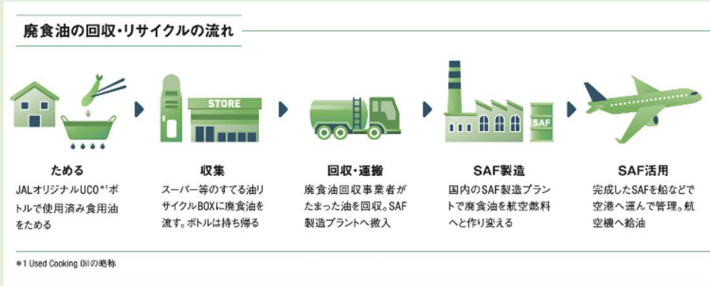 廃食油の回収・リサイクルの流れ
STORE
SAF
ためる
JALオリジナルUCO*1ボ
トルで使用済み食用油
をためる
収集
スーパー等のすてる油リ
サイクルBOXに廃食油を
流す。ボトルは持ち帰る
回収・運搬
廃食油回収事業者が
たまった油を回収。SAF
製造プラントへ搬入
SAF製造
国内のSAF製造プラン
トで廃食油を航空燃料
へと作り変える
SAF活用
完成したSAFを船などで
空港へ運んで管理。航
空機へ給油
*1 Used Cooking Oilの略称